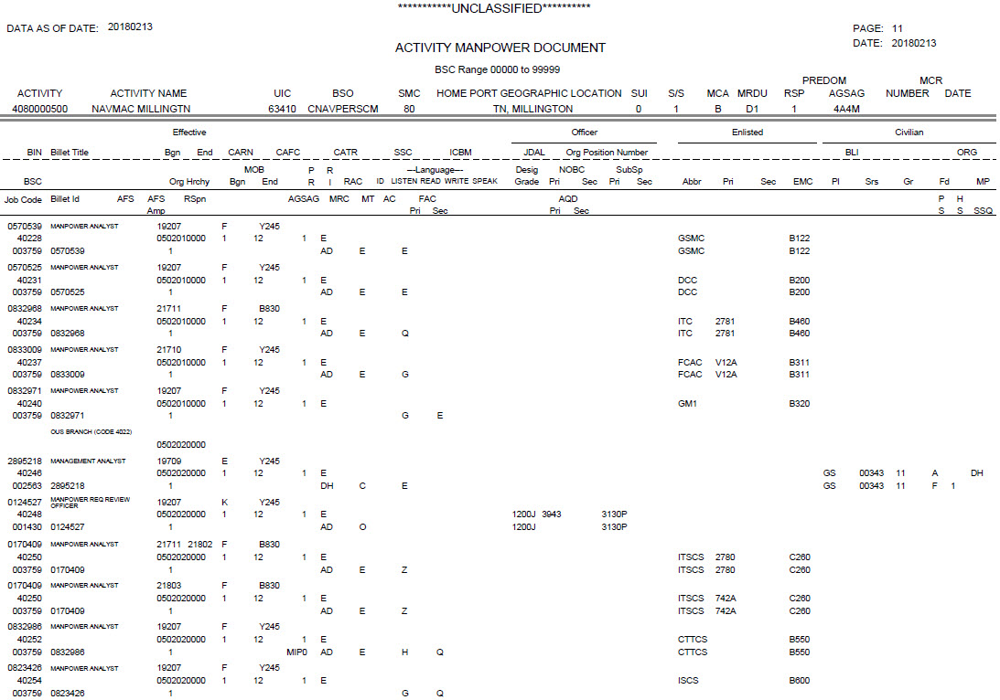 ***********UNCLASSIFIED**********
DATA AS OF DATE: 20180213 PAGE: 11
DATE: 20180213
ACTIVITY MANPOWER DOCUMENT
BSC Range 00000 to 99999
PREDOM MCR
ACTIVITY ACTIVITY NAME UIC BSO SMC HOME PORT GEOGRAPHIC LOCATION SUI S/S MCA MRDU RSP AGSAG NUMBER DATE
4080000500 NAVMAC MILLINGTN 63410 CNAVPERSCM 80 TN, MILLINGTON 0 1 B D1 1 4A4M
Effective Officer Enlisted Civilian
BIN Billet Title Bgn End CARN CAFC CATR SSC ICBM JDAL Org Position Number BLI ORG
MOB P R ---Language--- Desig NOBC SubSp
BSC Org Hrchy Bgn End R I RAC ID LISTEN READ WRITE SPEAK Grade Pri Sec Pri Sec Abbr Pri Sec EMC Pl Srs Gr Fd MP
Job Code Billet Id AFS AFS RSpn AGSAG MRC MT AC FAC AQD P H
Amp Pri Sec Pri Sec S S SSQ
0570539 MANPOWER ANALYST 19207 F Y245
40228 0502010000 1 12 1 E GSMC B122
003759 0570539 1 AD E E GSMC B122
0570525 MANPOWER ANALYST 19207 F Y245
40231 0502010000 1 12 1 E DCC B200
003759 0570525 1 AD E E DCC B200
0832968 MANPOWER ANALYST 21711 F B830
40234 0502010000 1 12 1 E ITC 2781 B460
003759 0832968 1 AD E Q ITC 2781 B460
0833009 MANPOWER ANALYST 21710 F Y245
40237 0502010000 1 12 1 E FCAC V12A B311
003759 0833009 1 AD E G FCAC V12A B311
0832971 MANPOWER ANALYST 19207 F Y245
40240 0502010000 1 12 1 E GM1 B320
003759 0832971 1 G E
OUS BRANCH (CODE 4022)
0502020000
2895218 MANAGEMENT ANALYST 19709 E Y245
40246 0502020000 1 12 1 E GS 00343 11 A DH
002563 2895218 1 DH C E GS 00343 11 F 1
0124527 MANPOWER REQ REVIEW OFFICER 19207 K Y245
40248 0502020000 1 12 1 E 1200J 3943 3130P
001430 0124527 1 AD O 1200J 3130P
0170409 MANPOWER ANALYST 21711 21802 F B830
40250 0502020000 1 12 1 E ITSCS 2780 C260
003759 0170409 1 AD E Z ITSCS 2780 C260
0170409 MANPOWER ANALYST 21803 F B830
40250 0502020000 1 12 1 E ITSCS 742A C260
003759 0170409 1 AD E Z ITSCS 742A C260
0832986 MANPOWER ANALYST 19207 F Y245
40252 0502020000 1 12 1 E CTTCS B550
003759 0832986 1 MIP0 AD E H Q CTTCS B550
0823426 MANPOWER ANALYST 19207 F Y245
40254 0502020000 1 12 1 E ISCS B600
003759 0823426 1 G Q